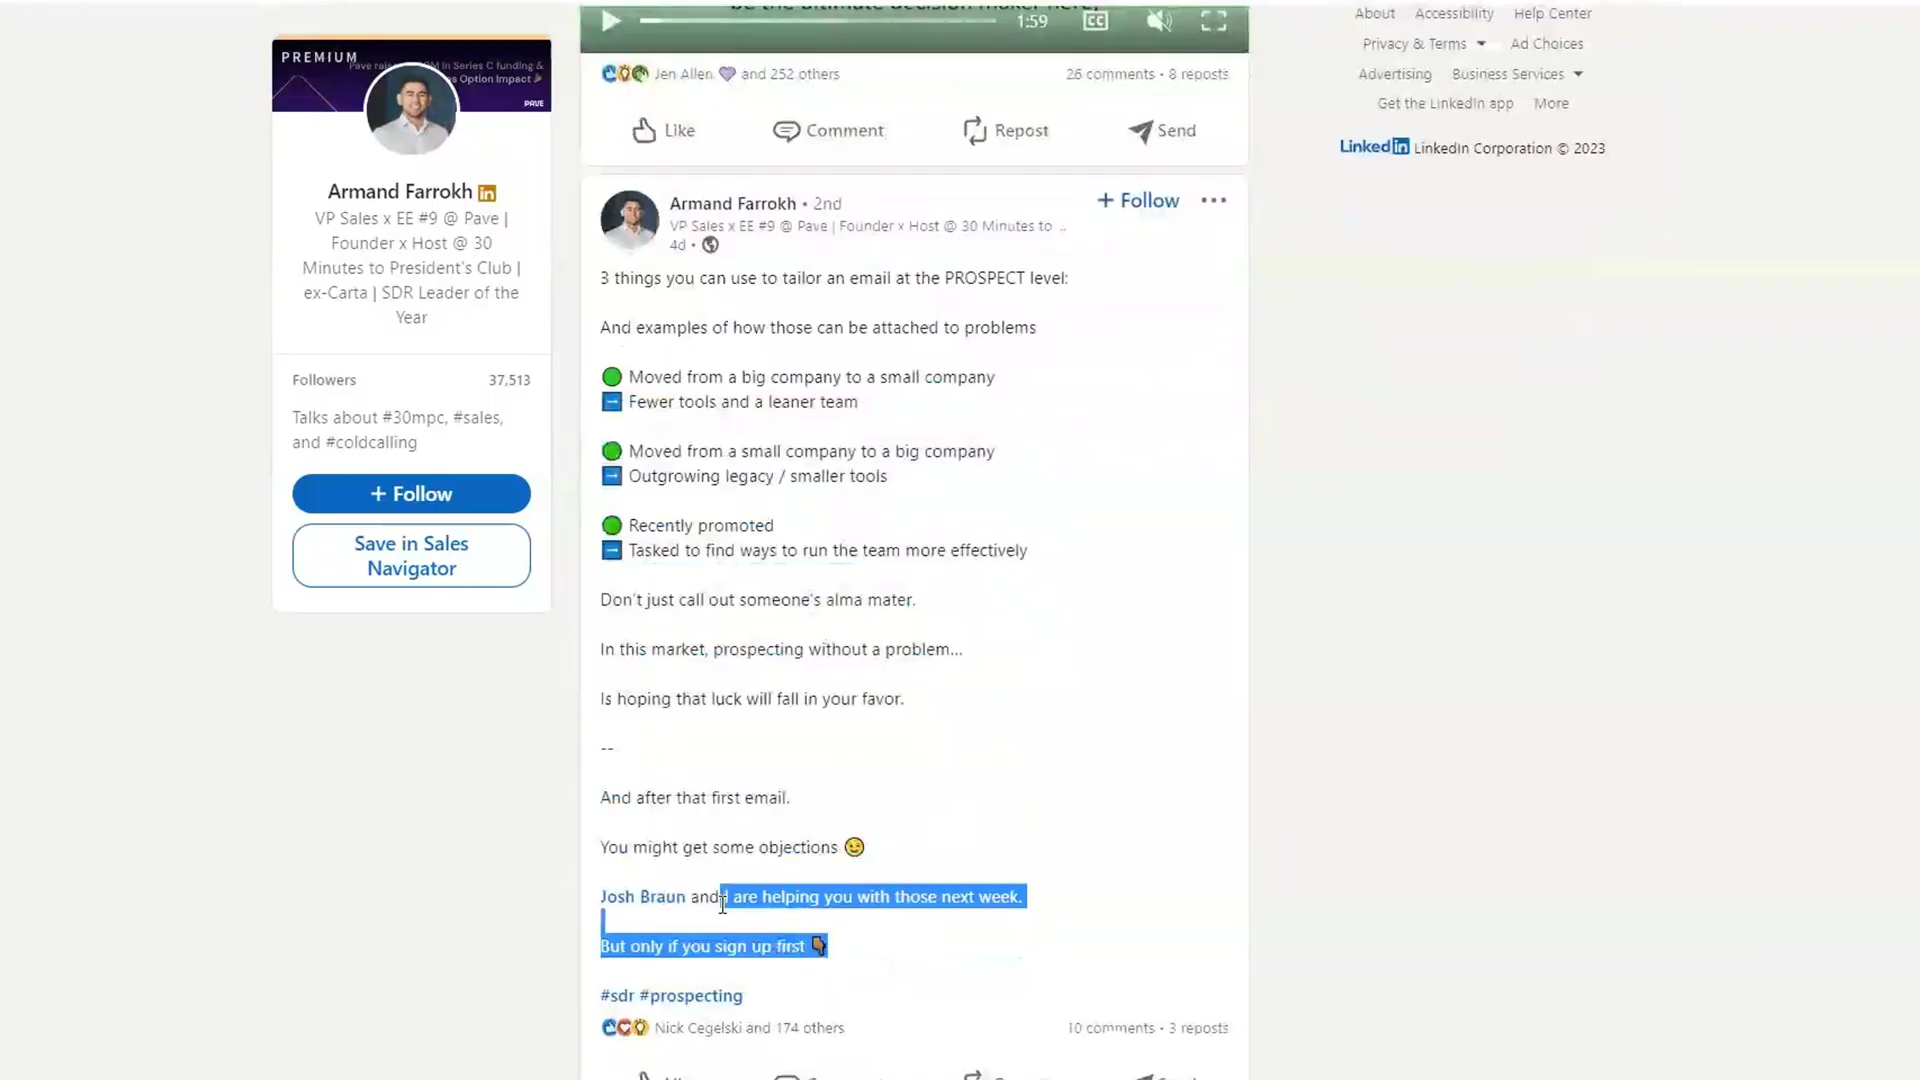 PREMIUM
Series C funding &
Option Impact
PAVE
Armand Farrokh in
VP Sales x EE #9 @ Pave |
Founder x Host @ 30
Minutes to President's Club |
ex-Carta | SDR Leader of the
Year
Followers 37,513
Talks about #30mpc, #sales,
and #coldcalling
+ Follow
Save in Sales
Navigator
1:59 CC
Jen Allen 💜 and 252 others 26 comments • 8 reposts
Like Comment Repost Send
Armand Farrokh • 2nd + Follow
VP Sales x EE #9 @ Pave | Founder x Host @ 30 Minutes to ...
4d •
3 things you can use to tailor an email at the PROSPECT level:
And examples of how those can be attached to problems
🟢 Moved from a big company to a small company
➡ Fewer tools and a leaner team
🟢 Moved from a small company to a big company
➡ Outgrowing legacy / smaller tools
🟢 Recently promoted
➡ Tasked to find ways to run the team more effectively
Don't just call out someone's alma mater.
In this market, prospecting without a problem...
Is hoping that luck will fall in your favor.
--
And after that first email.
You might get some objections 😉
Josh Braun and I are helping you with those next week.
But only if you sign up first 👇🏾
#sdr #prospecting
Nick Cegelski and 174 others 10 comments • 3 reposts
About Accessibility Help Center
Privacy & Terms Ad Choices
Advertising Business Services
Get the LinkedIn app More
LinkedIn LinkedIn Corporation © 2023